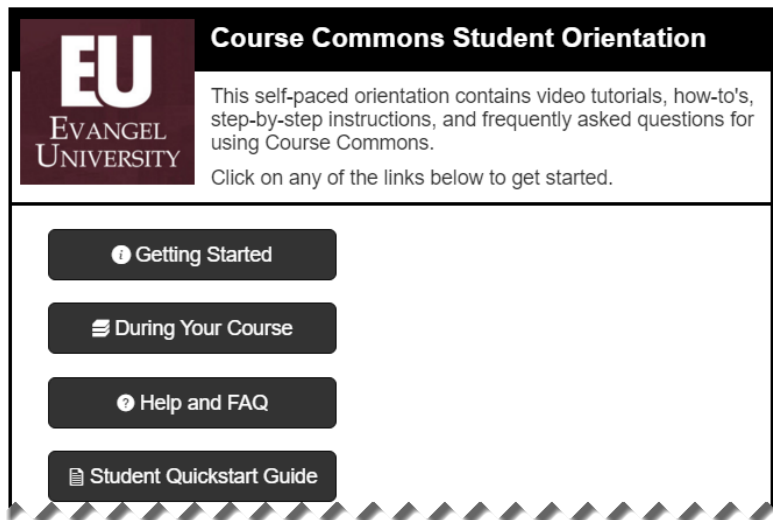 EU
EVANGEL
UNIVERSITY
Course Commons Student Orientation
This self-paced orientation contains video tutorials, how-to's,
step-by-step instructions, and frequently asked questions for
using Course Commons.
Click on any of the links below to get started.
Getting Started
During Your Course
Help and FAQ
Student Quickstart Guide